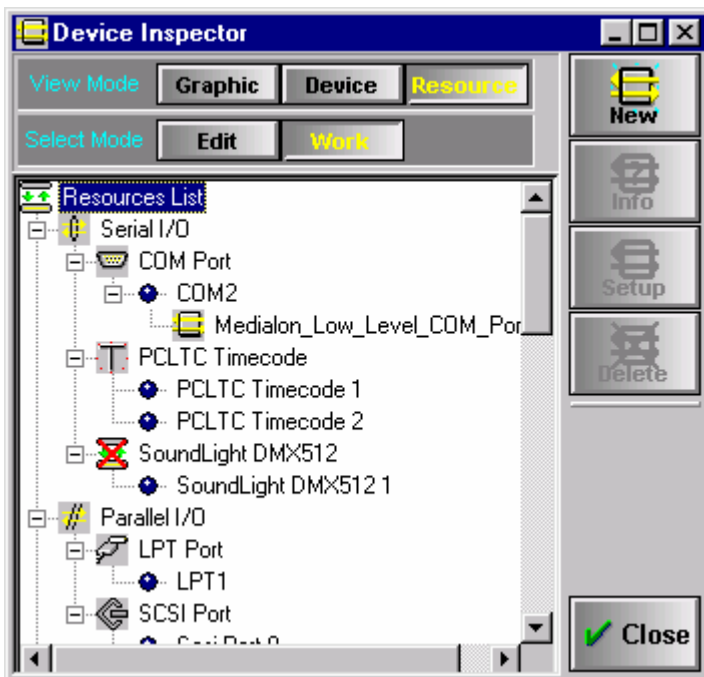 Device Inspector
View Mode Graphic Device Resource
Select Mode Edit Work
New
Info
Setup
Delete
Close
Resources List
Serial I/O
COM Port
COM2
Medialon_Low_Level_COM_Por
PCLTC Timecode
PCLTC Timecode 1
PCLTC Timecode 2
SoundLight DMX512
SoundLight DMX512 1
Parallel I/O
LPT Port
LPT1
SCSI Port